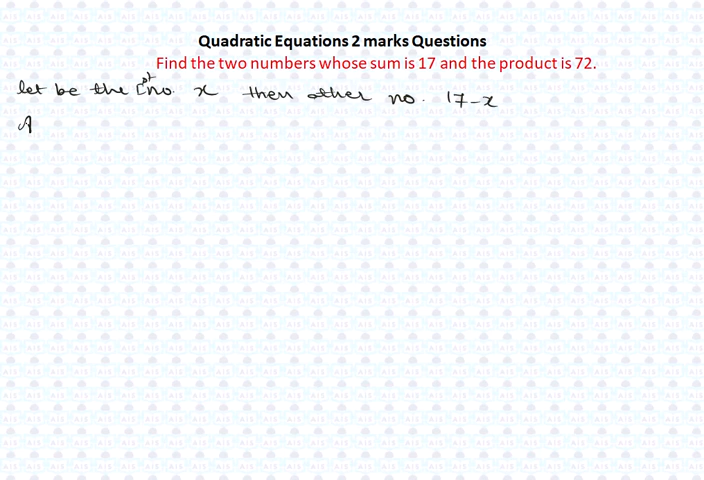 Quadratic Equations 2 marks Questions
Find the two numbers whose sum is 17 and the product is 72.
let be the Ist no. x then other no. 17-x
A